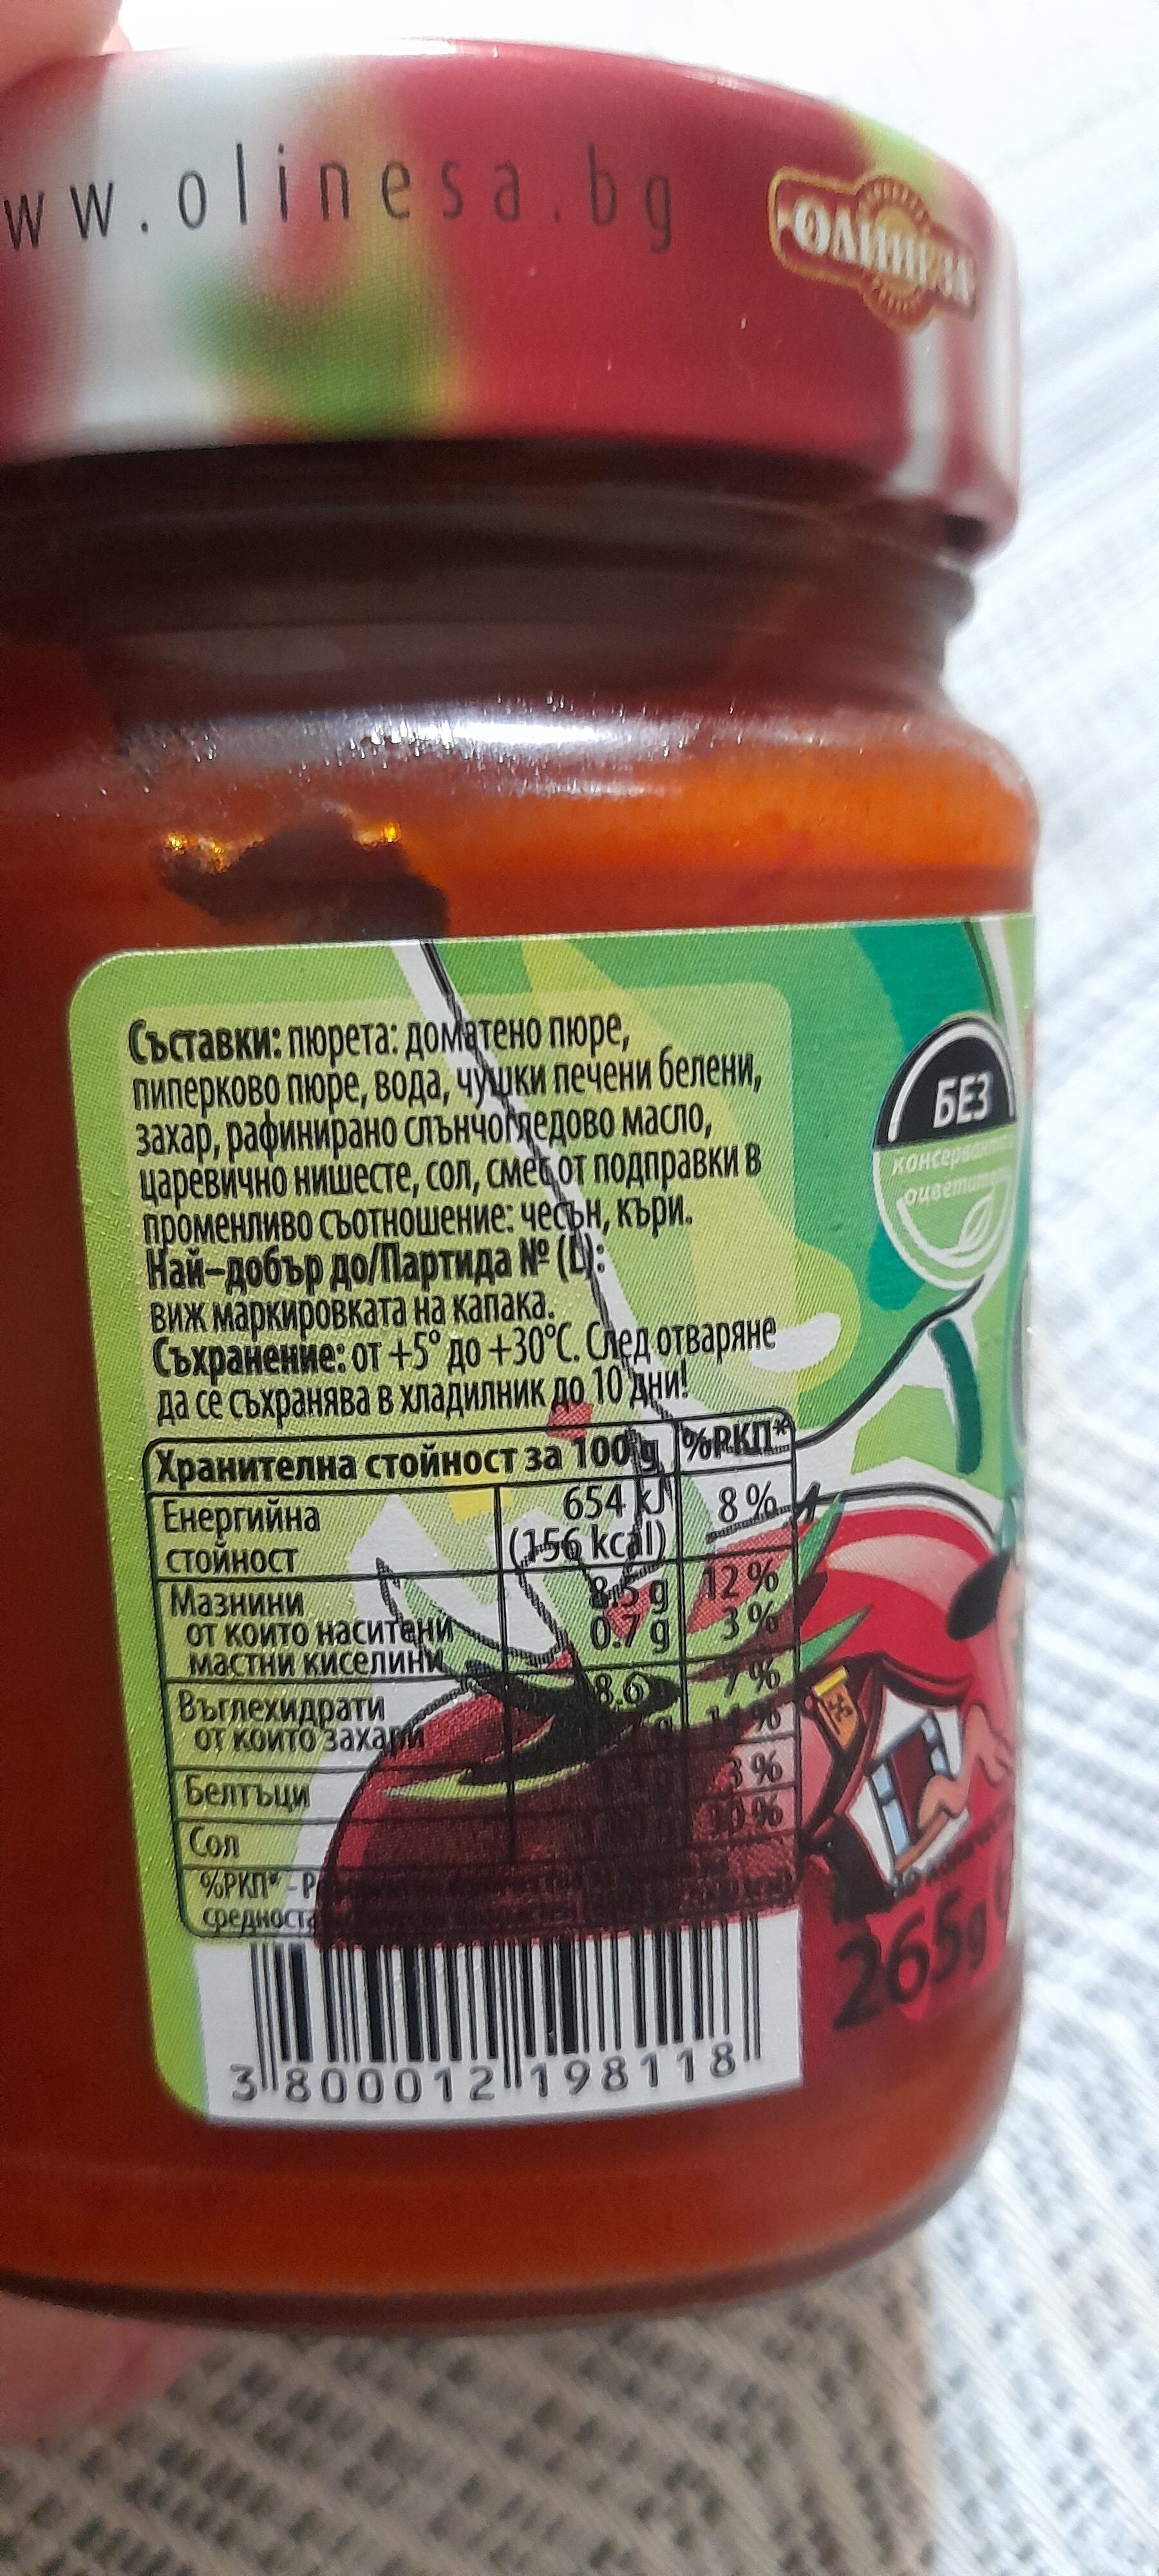 ww.olinesa.bg
ОЛИНЕЗА
Съставки: пюрета: доматено пюре,
пиперково пюре, вода, чушки печени белени,
захар, рафинирано слънчогледово масло,
царевично нишесте, сол, смес от подправки в
променливо съотношение: чесън, къри.
Най-добър до/Партида № (L):
виж маркировката на капака.
Съхранение: от +5° до +30°C. След отваряне
да се съхранява в хладилник до 10 дни!
Хранителна стойност за 100 g %РКП*
Енергийна стойност 654 kJ (156 kcal) 8 %
Мазнини 8.5 g 12 %
от които наситени мастни киселини 0.7 g 3 %
Въглехидрати 7 %
от които захари
Белтъци 3 %
Сол
%РКП* -
3 800012 198118
БЕЗ
консерванти
оцветители
265g